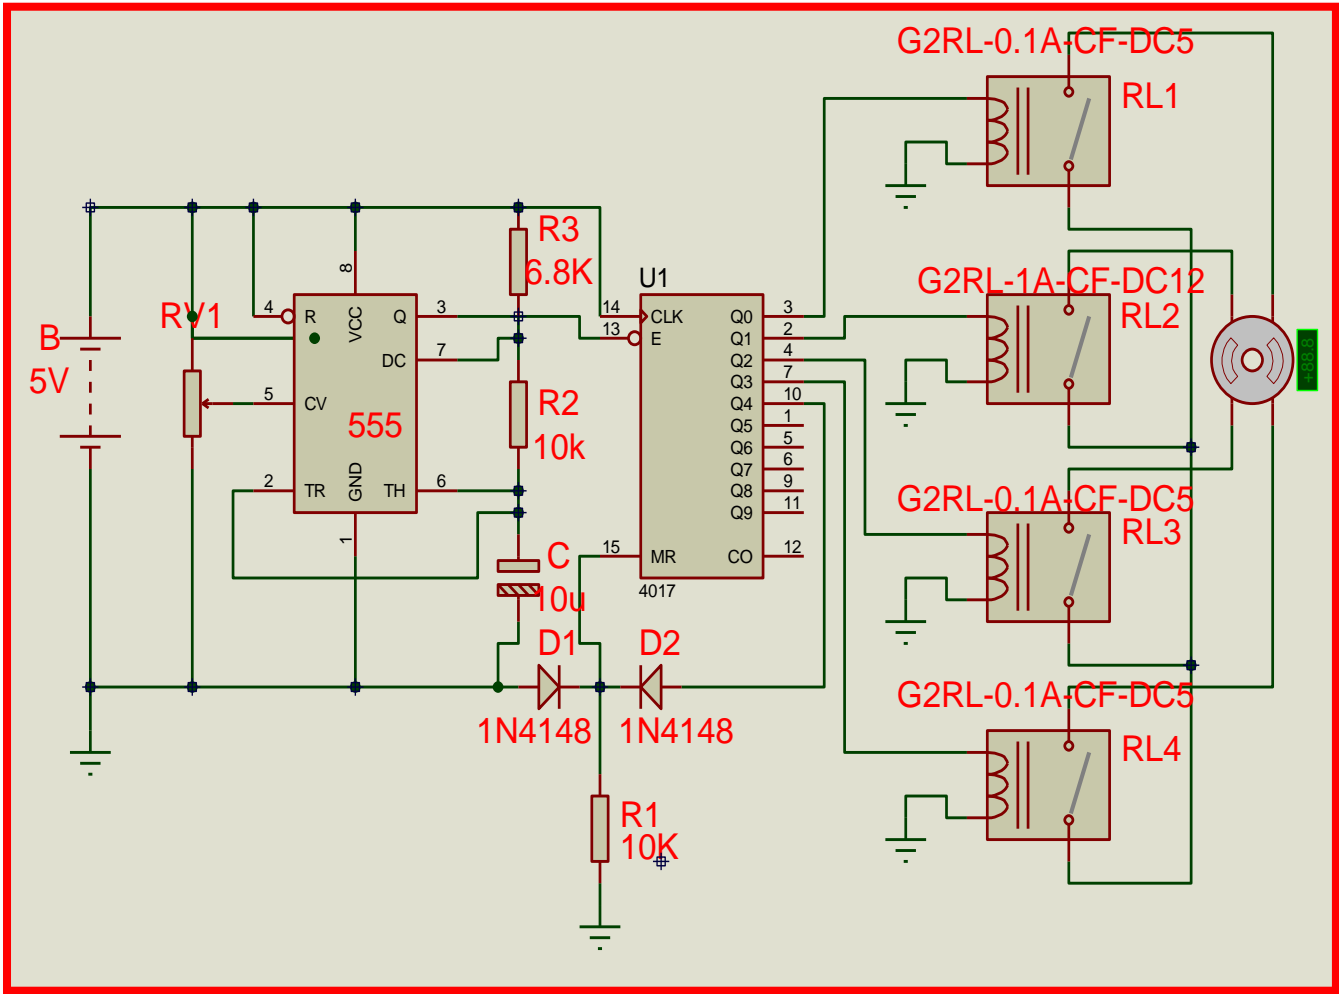 G2RL-0.1A-CF-DC5
RL1
R3
6.8K
G2RL-1A-CF-DC12
RL2
B
5V
RV1
8
VCC
4
R
Q
3
DC
7
5
CV
555
2
TR
GND
TH
6
1
R2
10k
U1
14
CLK
13
E
Q0
3
Q1
2
Q2
4
Q3
7
Q4
10
Q5
1
Q6
5
Q7
6
Q8
9
Q9
11
15
MR
CO
12
4017
+88.8
G2RL-0.1A-CF-DC5
RL3
C
10u
D1
1N4148
D2
1N4148
G2RL-0.1A-CF-DC5
RL4
R1
10K